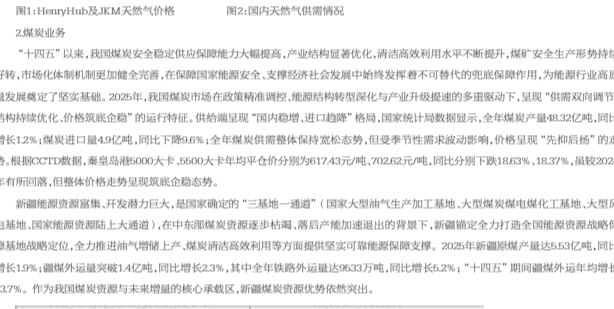 图1:HenryHub及JKM天然气价格 图2:国内天然气供需情况
2.煤炭业务
“十四五”以来,我国煤炭安全稳定供应保障能力大幅提高,产业结构显著优化,清洁高效利用水平不断提升,煤矿安全生产形势持续
好转,市场化体制机制更加健全完善,在保障国家能源安全、支撑经济社会发展中始终发挥着不可替代的兜底保障作用,为能源行业高质
量发展奠定了坚实基础。2025年,我国煤炭市场在政策精准调控、能源结构转型深化与产业升级提速的多重驱动下,呈现“供需双向调节、
结构持续优化、价格筑底企稳”的运行特征。供给端呈现“国内稳增、进口趋降”格局,国家统计局数据显示,全年煤炭产量48.32亿吨,同比
增长1.2%;煤炭进口量4.9亿吨,同比下降9.6%;全年煤炭供需整体保持宽松态势,但受季节性需求波动影响,价格呈现“先抑后扬”的走
势。根据CCTD数据,秦皇岛港5000大卡、5500大卡年均平仓价分别为617.43元/吨、702.62元/吨,同比分别下跌18.63%、18.37%,虽较2024
年有所回落,但整体价格走势呈现筑底企稳态势。
新疆能源资源富集、开发潜力巨大,是国家确定的“三基地一通道”(国家大型油气生产加工基地、大型煤炭煤电煤化工基地、大型风
电基地、国家能源资源陆上大通道),在中东部煤炭资源逐步枯竭、落后产能加速退出的背景下,新疆锚定全力打造全国能源资源战略保
障基地战略定位,全力推进油气增储上产、煤炭清洁高效利用等方面提供坚实可靠能源保障支撑。2025年新疆原煤产量达5.53亿吨,同比
增长1.9%;疆煤外运量突破1.4亿吨,同比增长2.3%,其中全年铁路外运量达9533万吨,同比增长5.2%;“十四五”期间疆煤外运年均增长
3.7%。作为我国煤炭资源与未来增量的核心承载区,新疆煤炭资源优势依然突出。